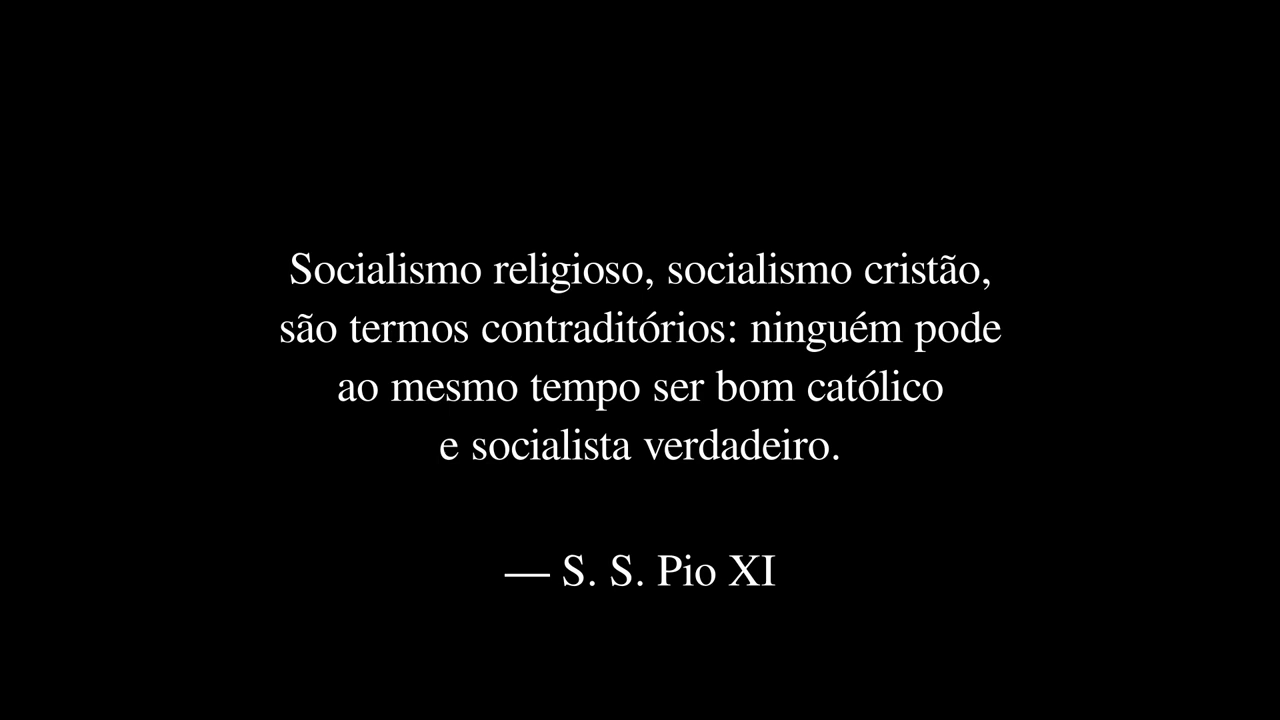 Socialismo religioso, socialismo cristão,
são termos contraditórios: ninguém pode
ao mesmo tempo ser bom católico
e socialista verdadeiro.
— S. S. Pio XI